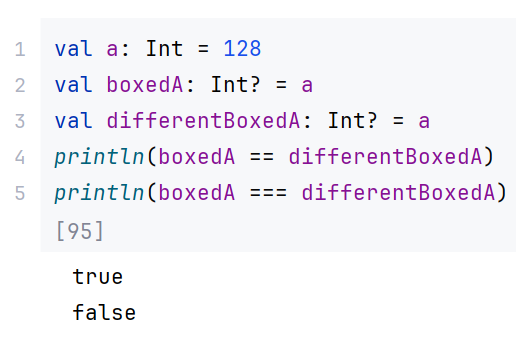 1 val a: Int = 128
2 val boxedA: Int? = a
3 val differentBoxedA: Int? = a
4 println(boxedA == differentBoxedA)
5 println(boxedA === differentBoxedA)
[95]
true
false